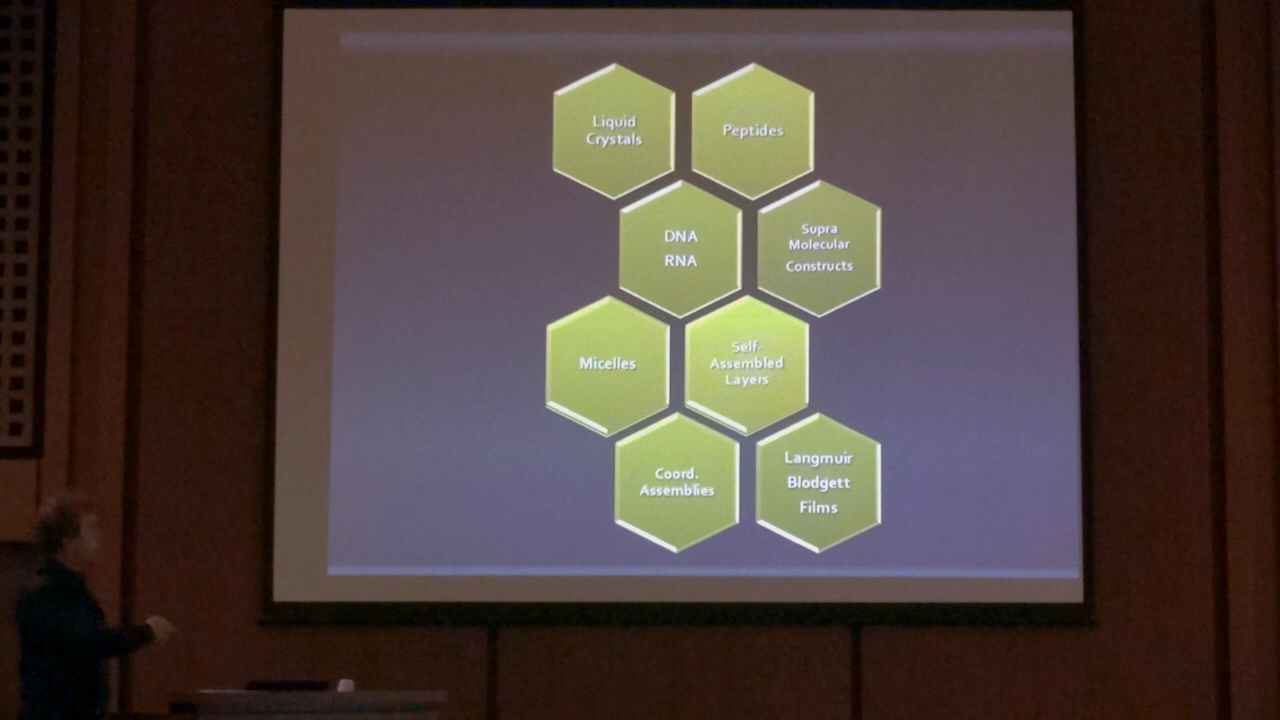 Liquid
Crystals
Peptides
DNA
RNA
Supra
Molecular
Constructs
Micelles
Self-
Assembled
Layers
Coord.
Assemblies
Langmuir
Blodgett
Films